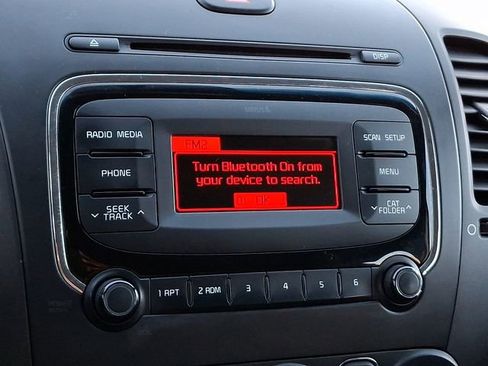 DISP
RADIO MEDIA
SCAN SETUP
FM2
Turn Bluetooth On from
your device to search.
OK
PHONE
MENU
SEEK
TRACK
CAT
FOLDER
1 RPT
2 RDM
3
4
5
6